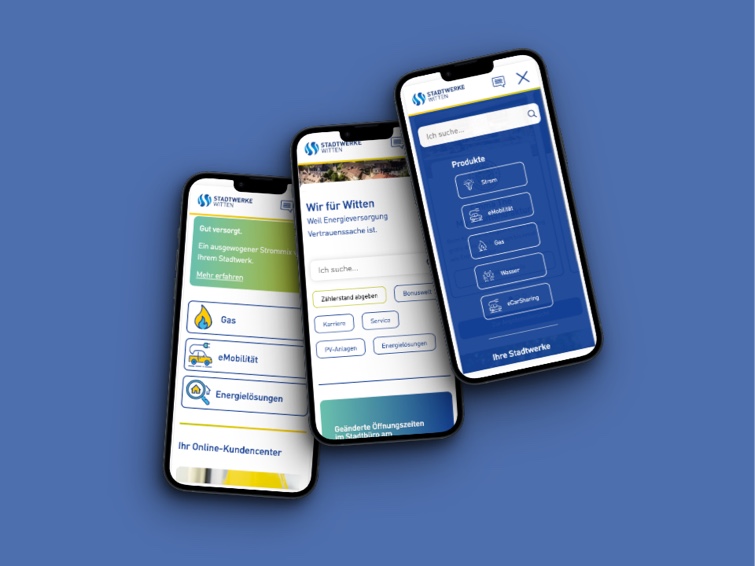 STADTWERKE
WITTEN
Gut versorgt.
Ein ausgewogener Strommix
Ihrem Stadtwerk.
Mehr erfahren
Gas
eMobilität
Energielösungen
Ihr Online-Kundencenter
STADTWERKE
WITTEN
Wir für Witten
Weil Energieversorgung
Vertrauenssache ist.
Ich suche...
Zählerstand abgeben
Bonuswelt
Karriere
Service
PV-Anlagen
Energielösungen
Geänderte Öffnungszeiten
im Stadtbüro am
STADTWERKE
WITTEN
Ich suche...
Produkte
Strom
eMobilität
Gas
Wasser
eCarSharing
Ihre Stadtwerke